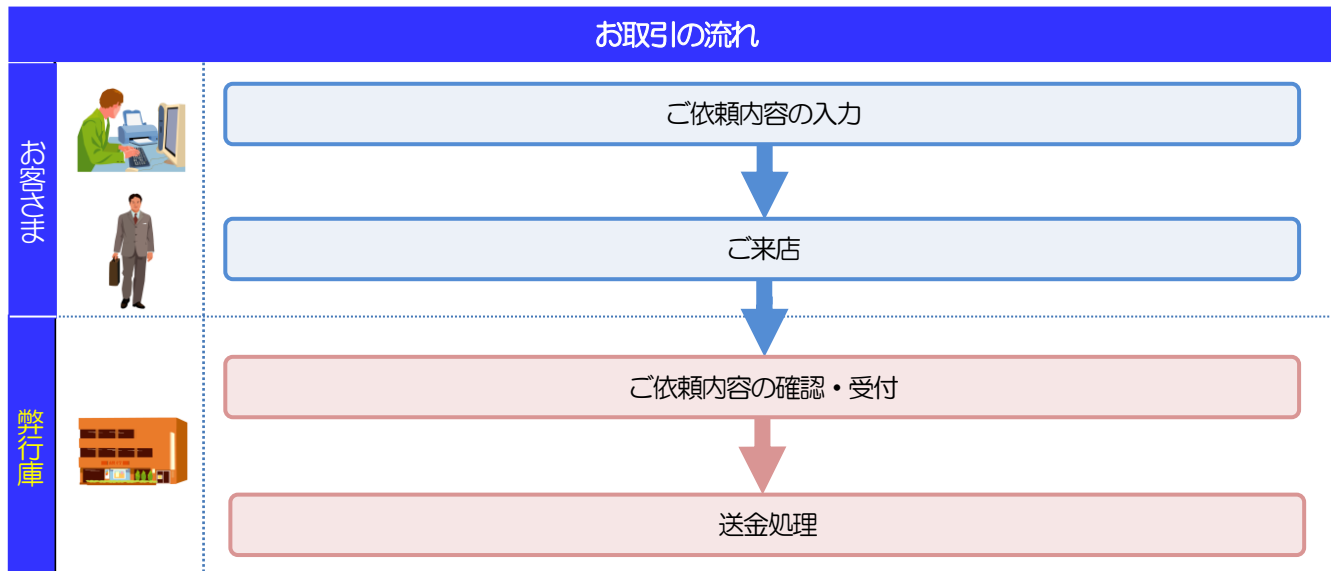 お取引の流れ
お客さま
ご依頼内容の入力
ご来店
弊行庫
ご依頼内容の確認・受付
送金処理